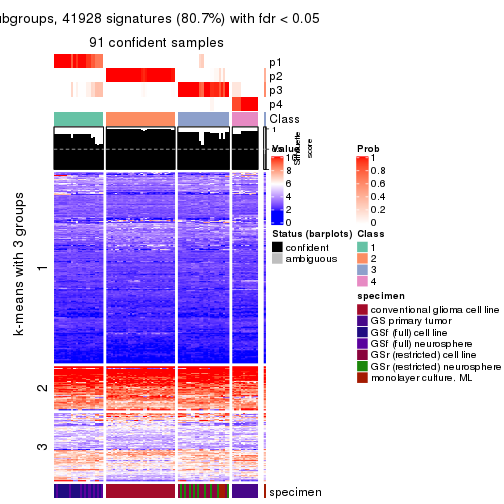 ubgroups, 41928 signatures (80.7%) with fdr < 0.05
91 confident samples
p1
p2
p3
p4
Class
1
Silhouette
score
k-means with 3 groups
1
2
3
specimen
Value
10
8
6
4
2
0
Prob
1
0.8
0.6
0.4
0.2
0
Status (barplots)
confident
ambiguous
Class
1
2
3
4
specimen
conventional glioma cell line
GS primary tumor
GSf (full) cell line
GSf (full) neurosphere
GSr (restricted) cell line
GSr (restricted) neurosphere
monolayer culture. ML